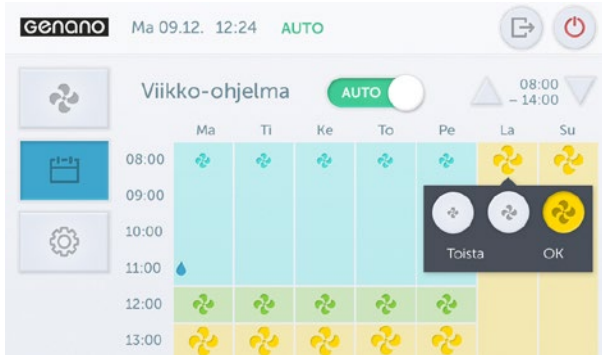 Genano Ma 09.12. 12:24 AUTO
Viikko-ohjelma AUTO 08:00 – 14:00
Ma Ti Ke To Pe La Su
08:00
09:00
10:00
Toista OK
11:00
12:00
13:00